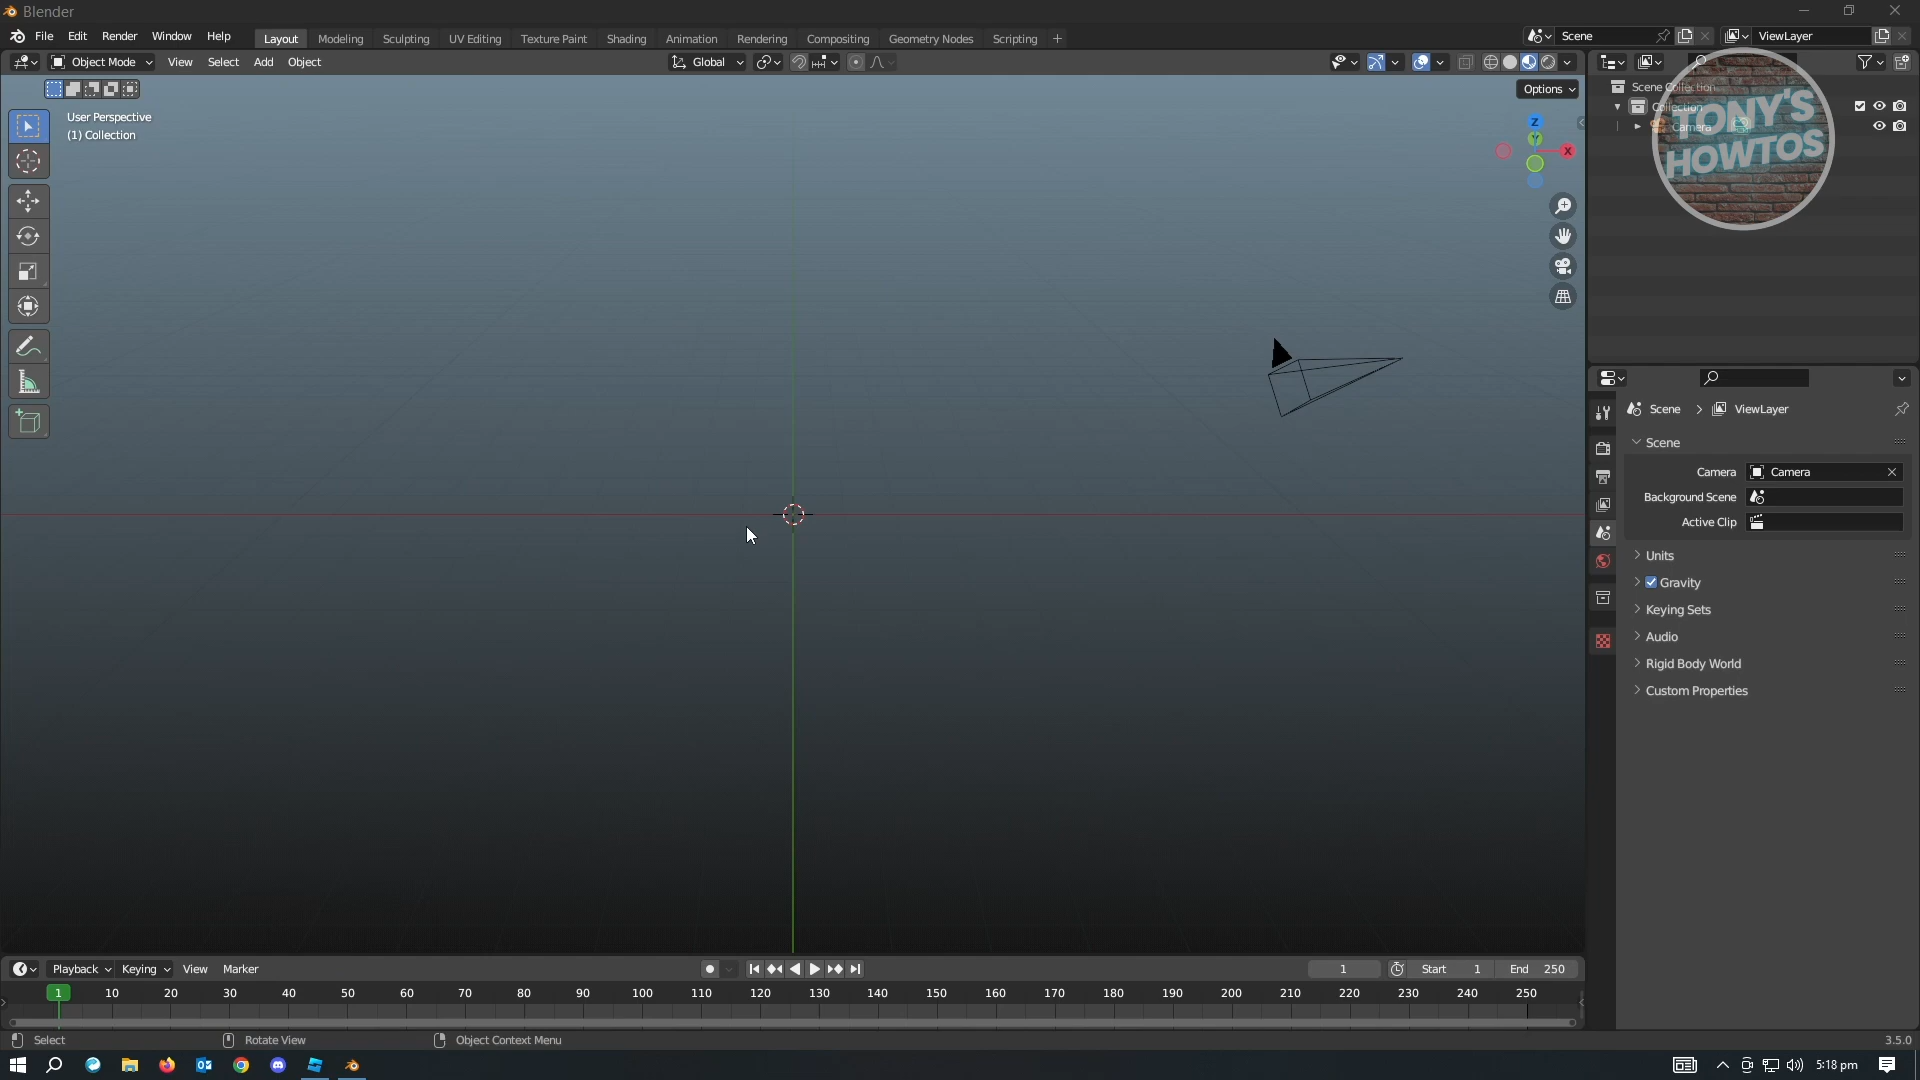 Blender
File Edit Render Window Help Layout Modeling Sculpting UV Editing Texture Paint Shading Animation Rendering Compositing Geometry Nodes Scripting + Scene ViewLayer
Object Mode View Select Add Object Global
Options
User Perspective
(1) Collection
Z
Y
X
Scene Collection
Collection
Camera
TONY'S
HOWTOS
Scene > ViewLayer
Scene
Camera Camera
Background Scene
Active Clip
Units
Gravity
Keying Sets
Audio
Rigid Body World
Custom Properties
Playback Keying View Marker 1 Start 1 End 250
1 10 20 30 40 50 60 70 80 90 100 110 120 130 140 150 160 170 180 190 200 210 220 230 240 250
Select Rotate View Object Context Menu 3.5.0
5:18 pm